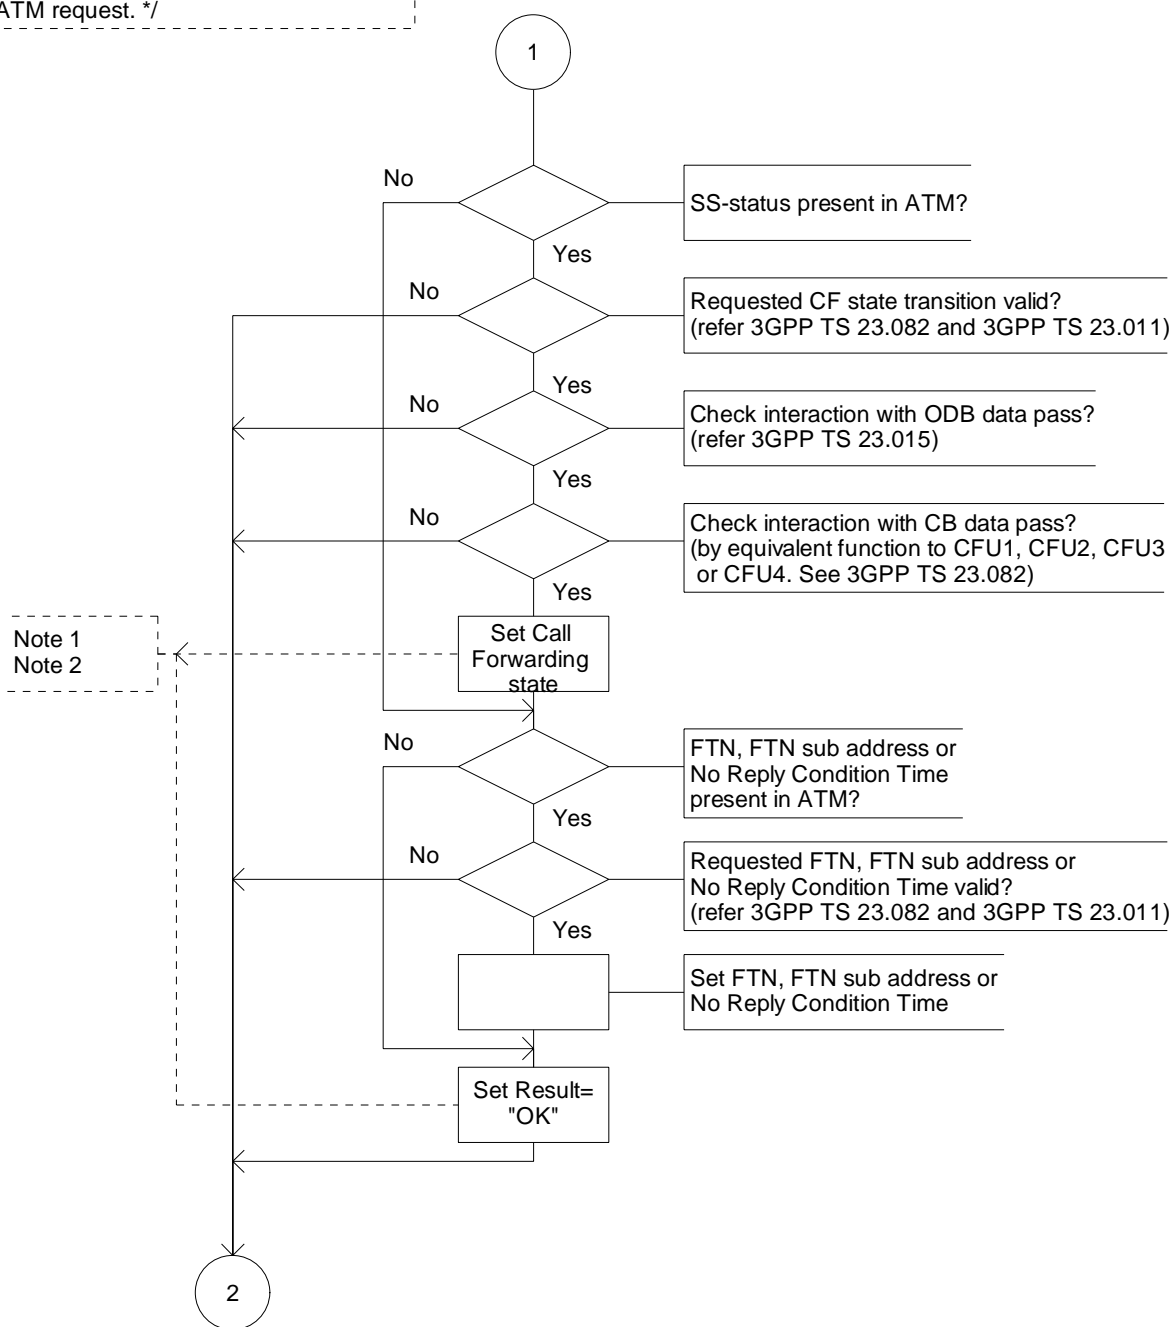 ATM request. */
1
No
SS-status present in ATM?
Yes
No
Requested CF state transition valid?
(refer 3GPP TS 23.082 and 3GPP TS 23.011)
Yes
No
Check interaction with ODB data pass?
(refer 3GPP TS 23.015)
Yes
No
Check interaction with CB data pass?
(by equivalent function to CFU1, CFU2, CFU3
or CFU4. See 3GPP TS 23.082)
Yes
Note 1
Note 2
Set Call
Forwarding
state
No
FTN, FTN sub address or
No Reply Condition Time
present in ATM?
Yes
No
Requested FTN, FTN sub address or
No Reply Condition Time valid?
(refer 3GPP TS 23.082 and 3GPP TS 23.011)
Yes
Set FTN, FTN sub address or
No Reply Condition Time
Set Result=
"OK"
2